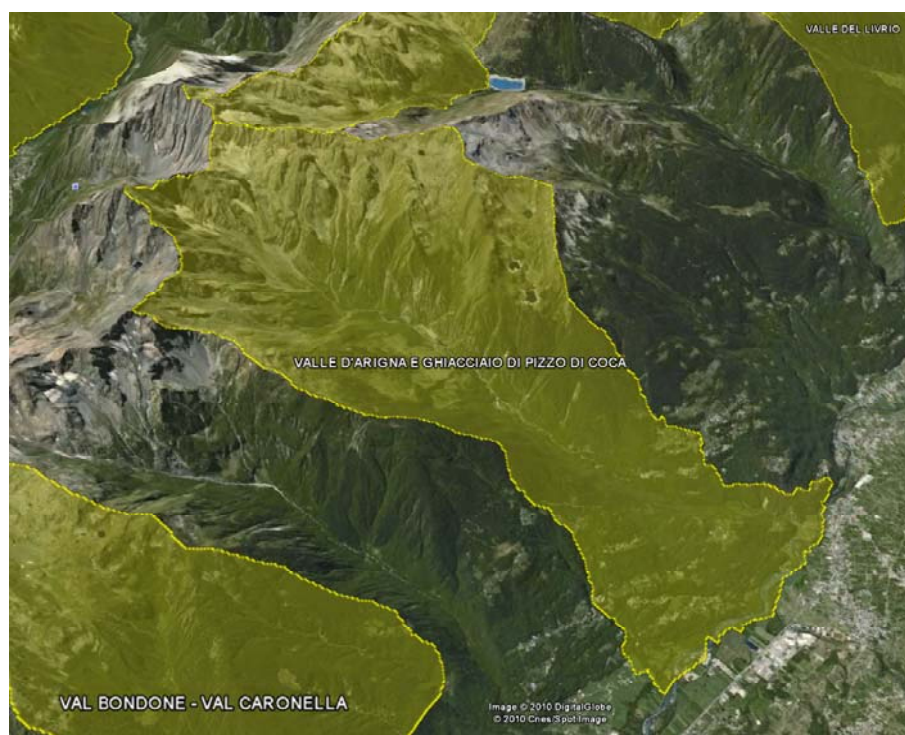 VALLE DEL LIVRIO
VALLE D'ARIGNA E GHIACCIAIO DI PIZZO DI COCA
VAL BONDONE - VAL CARONELLA
Image © 2010 DigitalGlobe
© 2010 Cnes/Spot Image